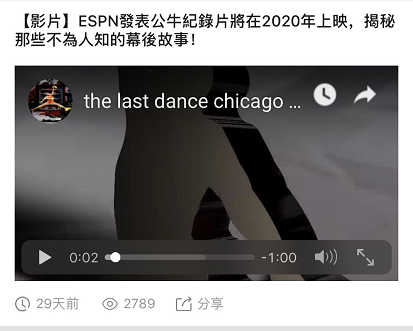 【影片】ESPN發表公牛紀錄片將在2020年上映，揭秘
那些不為人知的幕後故事！
the last dance chicago ...
0:02
-1:00
29天前
2789
分享